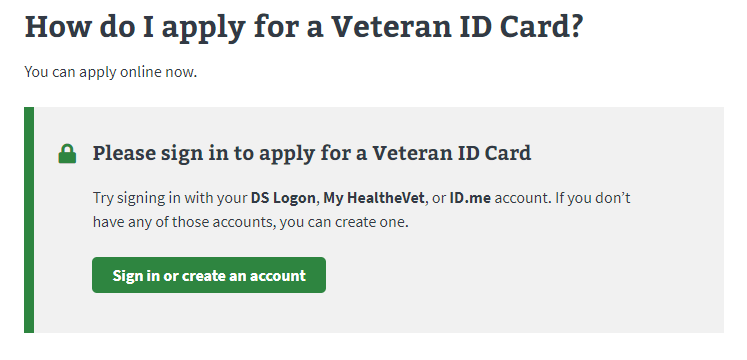 How do I apply for a Veteran ID Card?
You can apply online now.
Please sign in to apply for a Veteran ID Card
Try signing in with your DS Logon, My HealtheVet, or ID.me account. If you don’t
have any of those accounts, you can create one.
Sign in or create an account